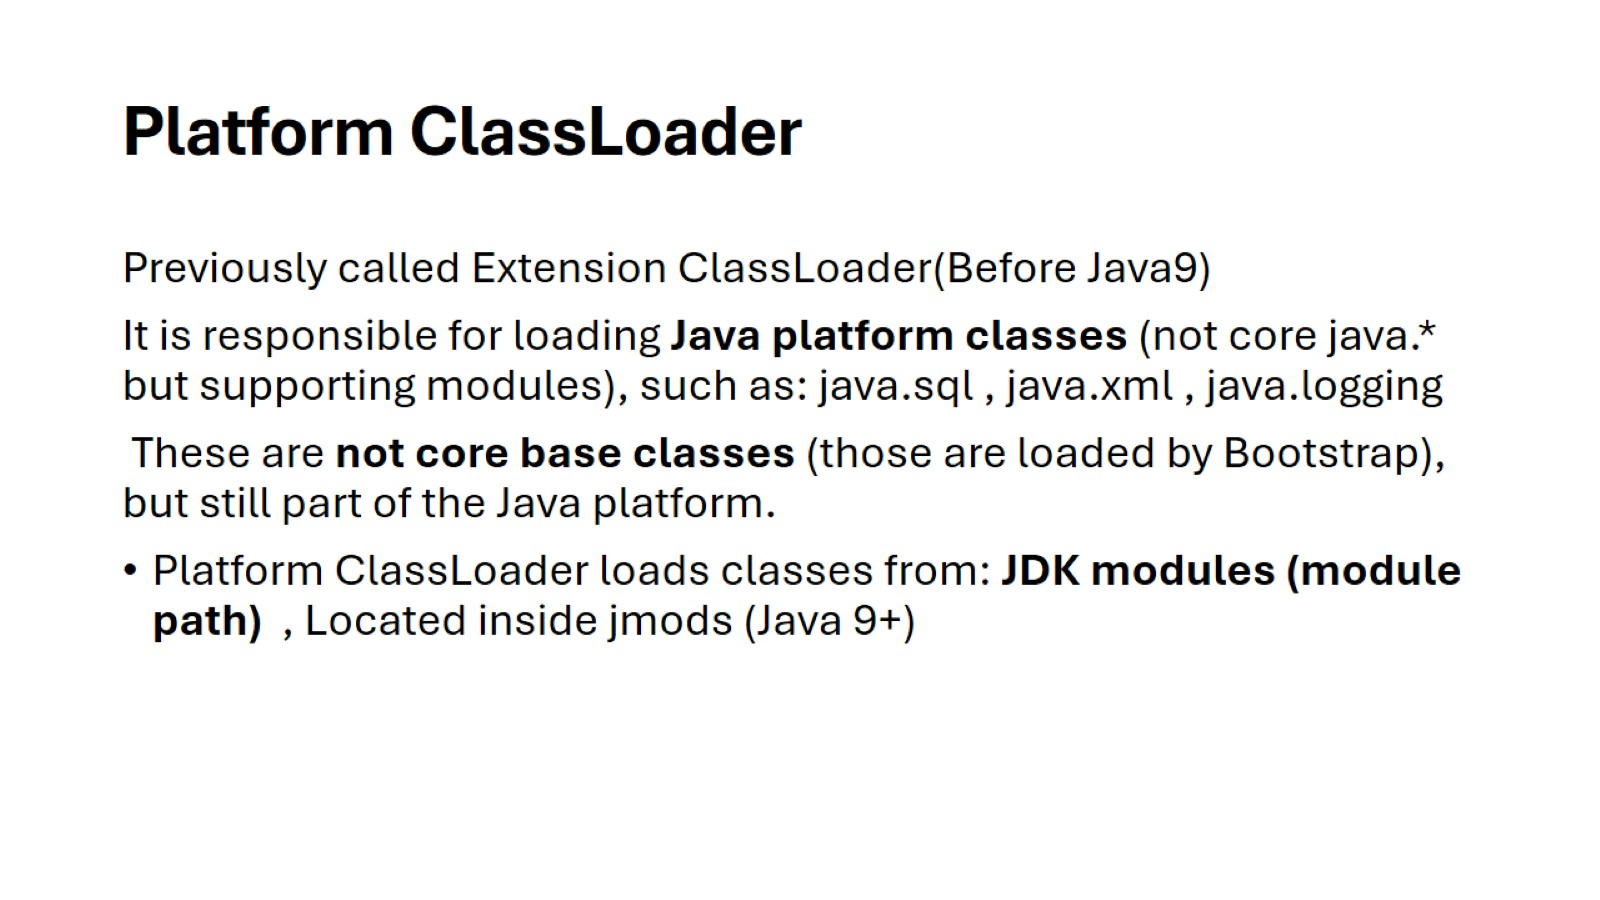 Platform ClassLoader
Previously called Extension ClassLoader(Before Java9)
It is responsible for loading Java platform classes (not core java.*
but supporting modules), such as: java.sql , java.xml , java.logging
These are not core base classes (those are loaded by Bootstrap),
but still part of the Java platform.
• Platform ClassLoader loads classes from: JDK modules (module
path)  , Located inside jmods (Java 9+)